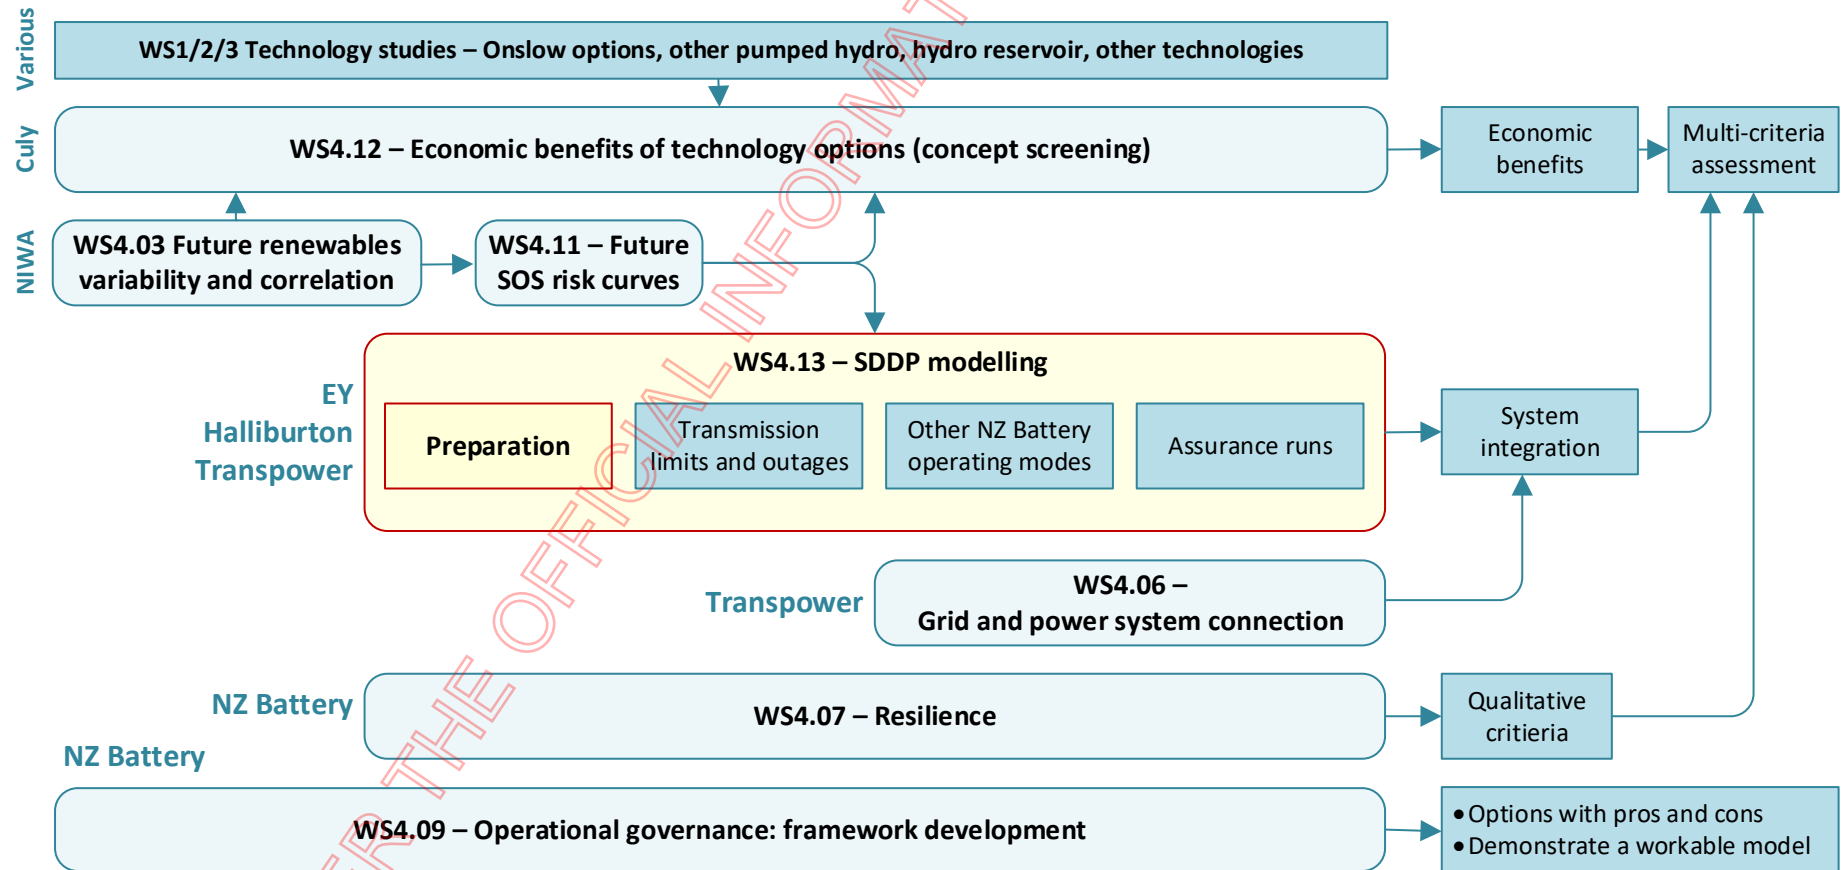 Various
WS1/2/3 Technology studies – Onslow options, other pumped hydro, hydro reservoir, other technologies
Culy
WS4.12 – Economic benefits of technology options (concept screening)
Economic
benefits
Multi-criteria
assessment
NIWA
WS4.03 Future renewables
variability and correlation
WS4.11 – Future
SOS risk curves
EY
Halliburton
Transpower
WS4.13 – SDDP modelling
Preparation
Transmission
limits and outages
Other NZ Battery
operating modes
Assurance runs
System
integration
Transpower
WS4.06 –
Grid and power system connection
NZ Battery
WS4.07 – Resilience
Qualitative
critieria
NZ Battery
WS4.09 – Operational governance: framework development
• Options with pros and cons
• Demonstrate a workable model
ER THE OFFICIAL INFORMAT